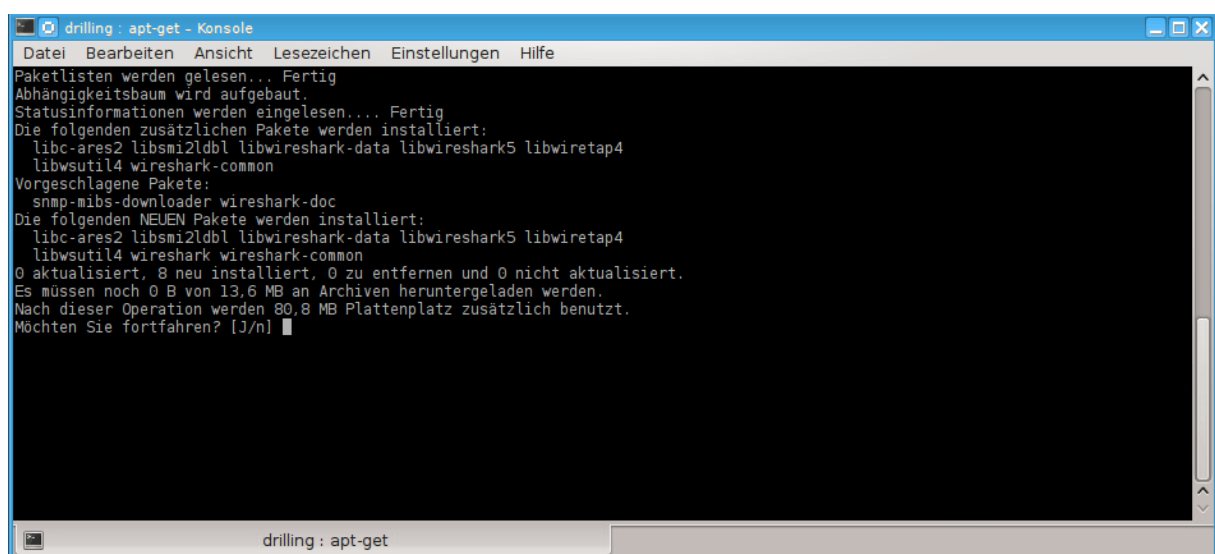 drilling : apt-get – Konsole
Datei Bearbeiten Ansicht Lesezeichen Einstellungen Hilfe
Paketlisten werden gelesen... Fertig
Abhängigkeitsbaum wird aufgebaut.
Statusinformationen werden eingelesen.... Fertig
Die folgenden zusätzlichen Pakete werden installiert:
  libc-ares2 libsmi2ldbl libwireshark-data libwireshark5 libwiretap4
  libwsutil4 wireshark-common
Vorgeschlagene Pakete:
  snmp-mibs-downloader wireshark-doc
Die folgenden NEUEN Pakete werden installiert:
  libc-ares2 libsmi2ldbl libwireshark-data libwireshark5 libwiretap4
  libwsutil4 wireshark wireshark-common
0 aktualisiert, 8 neu installiert, 0 zu entfernen und 0 nicht aktualisiert.
Es müssen noch 0 B von 13,6 MB an Archiven heruntergeladen werden.
Nach dieser Operation werden 80,8 MB Plattenplatz zusätzlich benutzt.
Möchten Sie fortfahren? [J/n]
drilling : apt-get